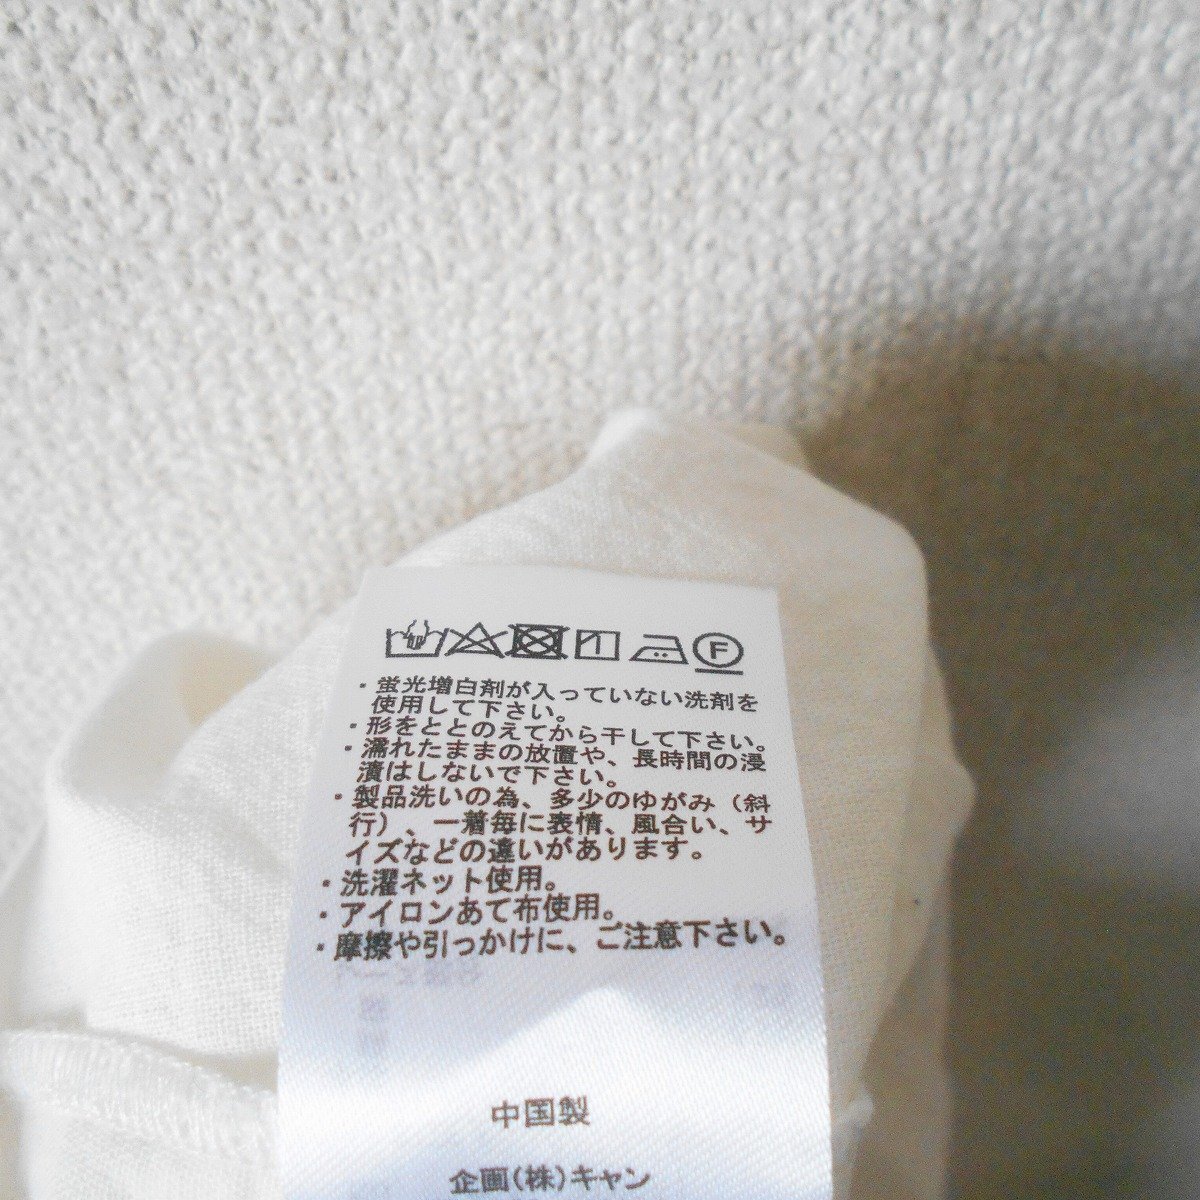 F
・蛍光増白剤が入っていない洗剤を
使用して下さい。
・形をととのえてから干して下さい。
・濡れたままの放置や、長時間の浸
漬はしないで下さい。
・製品洗いの為、多少のゆがみ（斜
行）、一着毎に表情、風合い、サ
イズなどの違いがあります。
・洗濯ネット使用。
・アイロンあて布使用。
・摩擦や引っかけに、ご注意下さい。
中国製
企画(株)キャン